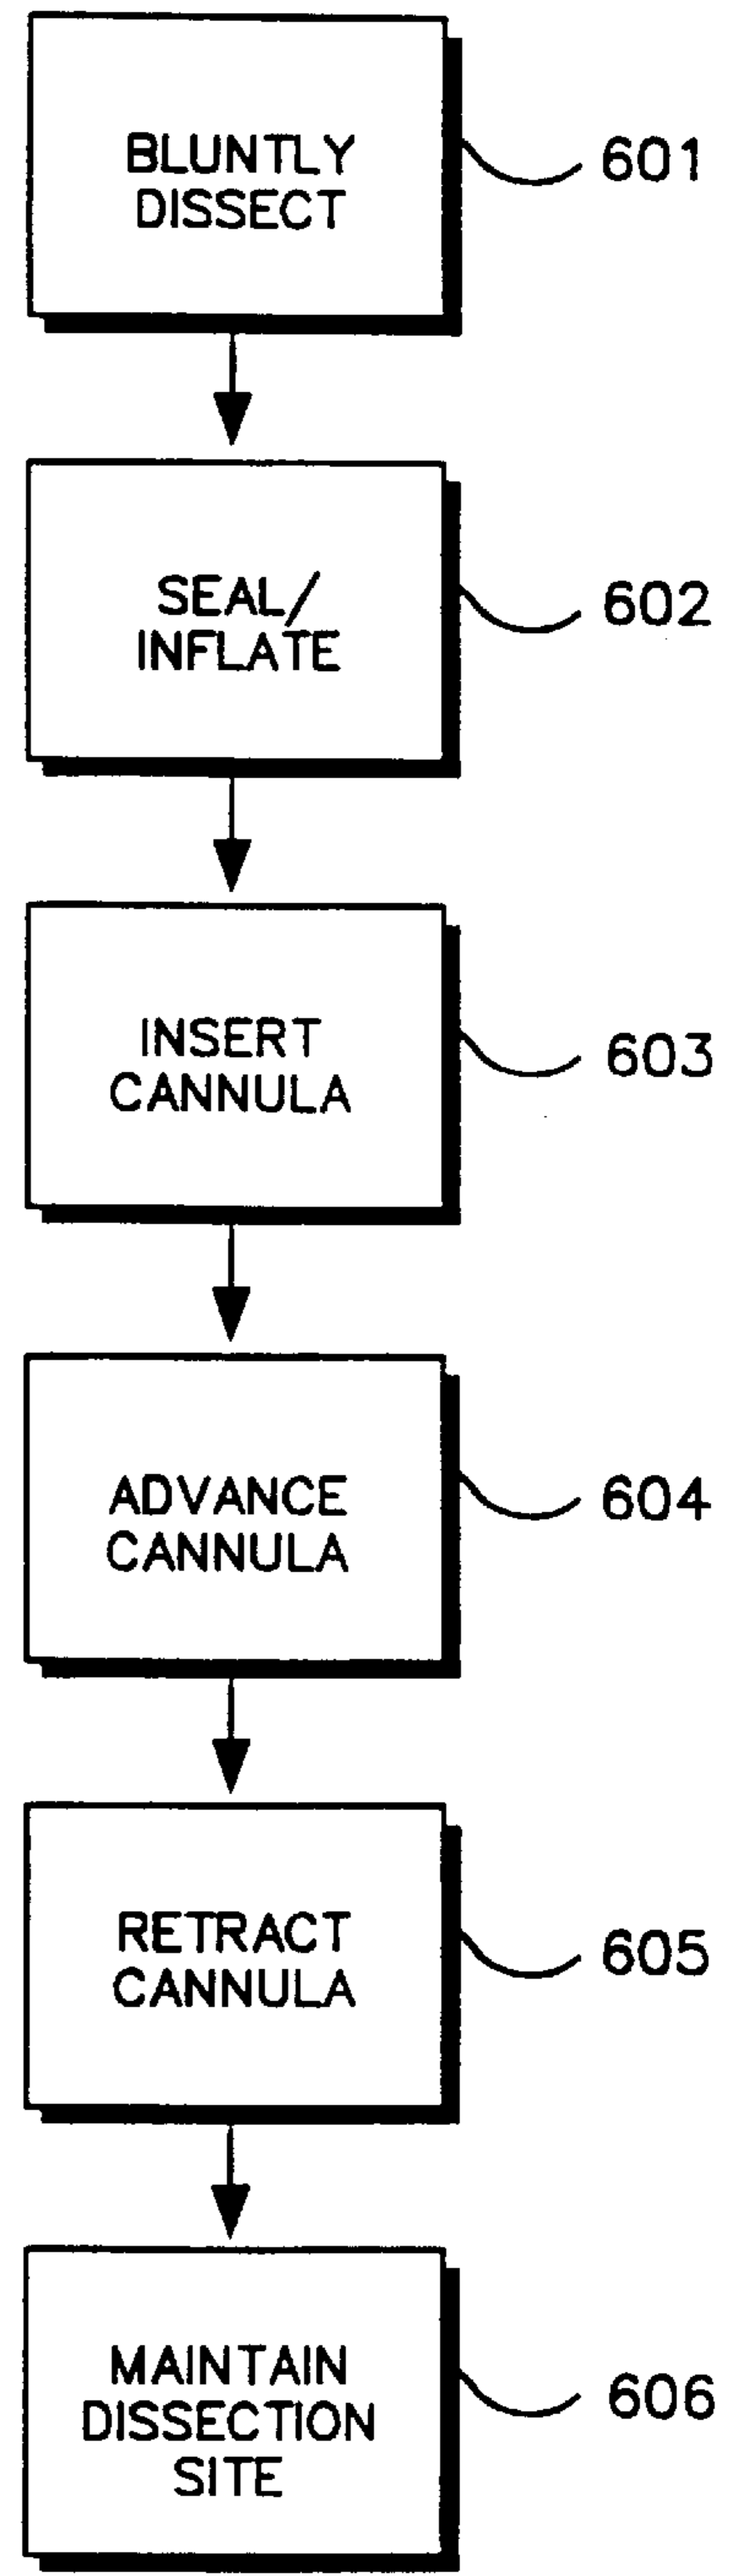 BLUNTLY
DISSECT
601
SEAL/
INFLATE
602
INSERT
CANNULA
603
ADVANCE
CANNULA
604
RETRACT
CANNULA
605
MAINTAIN
DISSECTION
SITE
606